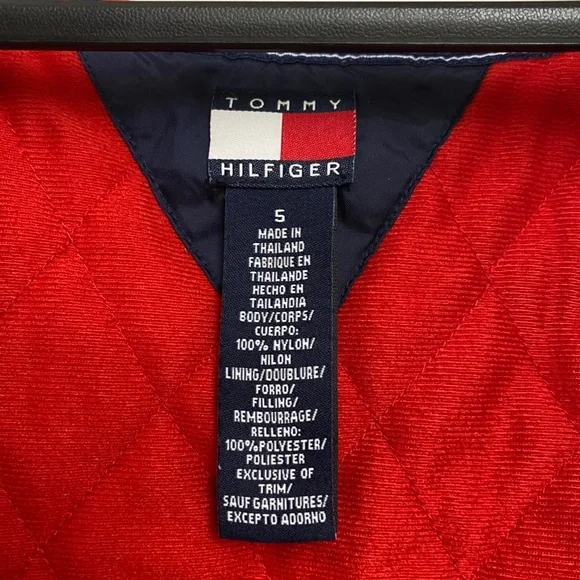 TOMMY
HILFIGER
S
MADE IN
THAILAND
FABRIQUE EN
THAILANDE
HECHO EN
TAILANDIA
BODY/CORPS/
CUERPO:
100% NYLON/
NILON
LINING/DOUBLURE/
FORRO/
FILLING/
REMBOURRAGE/
RELLENO:
100%POLYESTER/
POLIESTER
EXCLUSIVE OF
TRIM/
SAUF GARNITURES/
EXCEPTO ADORNO